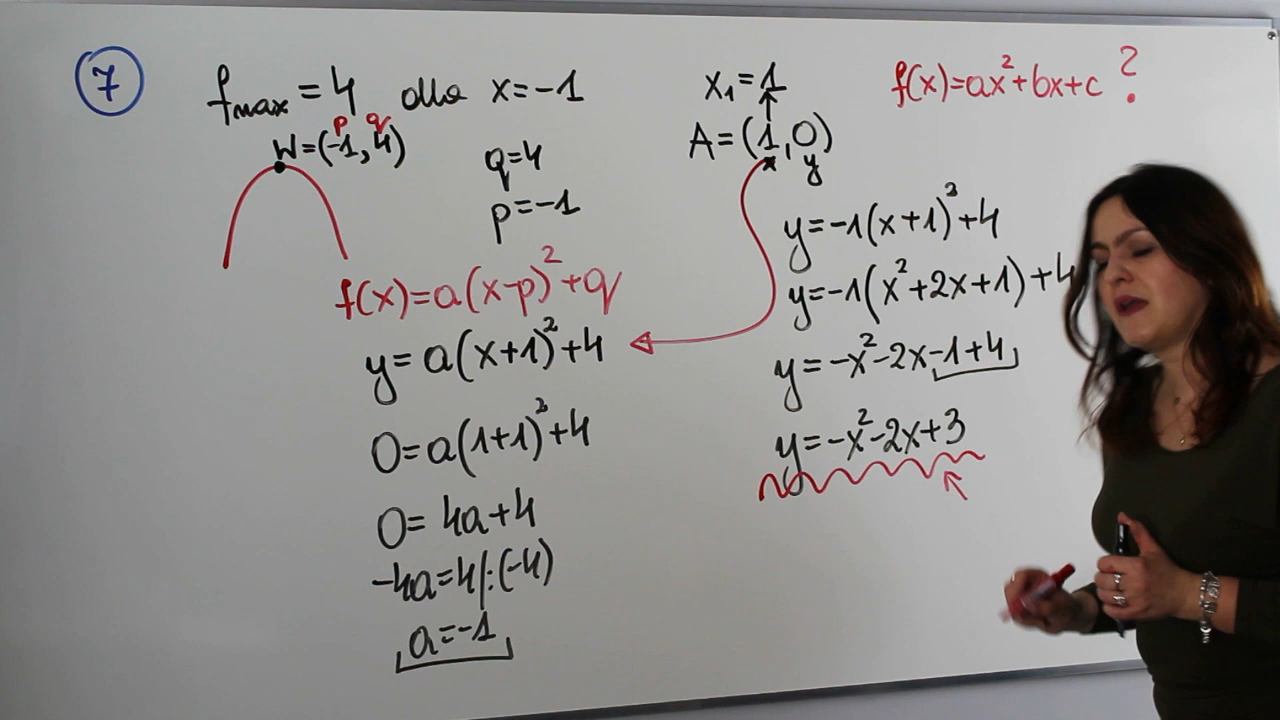 7
fmax = 4 dla x=-1
p q
W=(-1, 4)
q=4
p=-1
f(x)=a(x-p)²+q
y=a(x+1)²+4
0=a(1+1)²+4
0=4a+4
-4a=4/:(-4)
a=-1
x₁=1
A=(1,0)
x y
f(x)=ax²+bx+c ?
y=-1(x+1)²+4
y=-1(x²+2x+1)+4
y=-x²-2x-1+4
y=-x²-2x+3